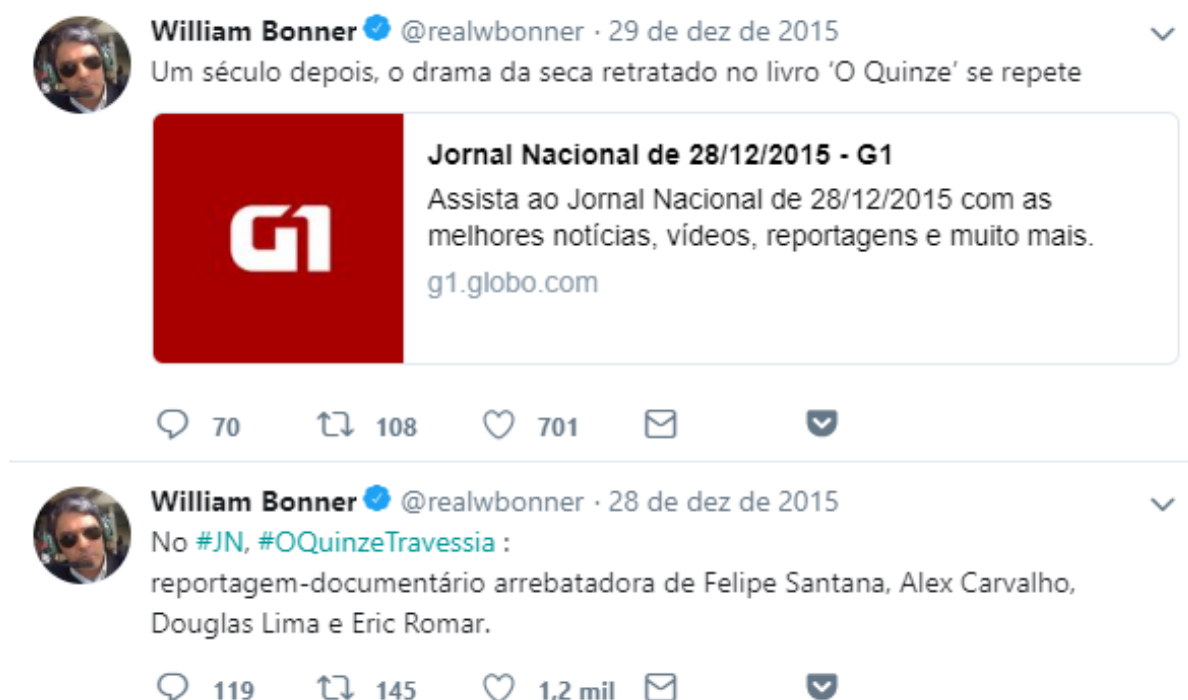 William Bonner @realwbonner · 29 de dez de 2015
Um século depois, o drama da seca retratado no livro ‘O Quinze’ se repete
G1
Jornal Nacional de 28/12/2015 - G1
Assista ao Jornal Nacional de 28/12/2015 com as
melhores notícias, vídeos, reportagens e muito mais.
g1.globo.com
70 108 701
William Bonner @realwbonner · 28 de dez de 2015
No #JN, #OQuinzeTravessia :
reportagem-documentário arrebatadora de Felipe Santana, Alex Carvalho,
Douglas Lima e Eric Romar.
119 145 1,2 mil